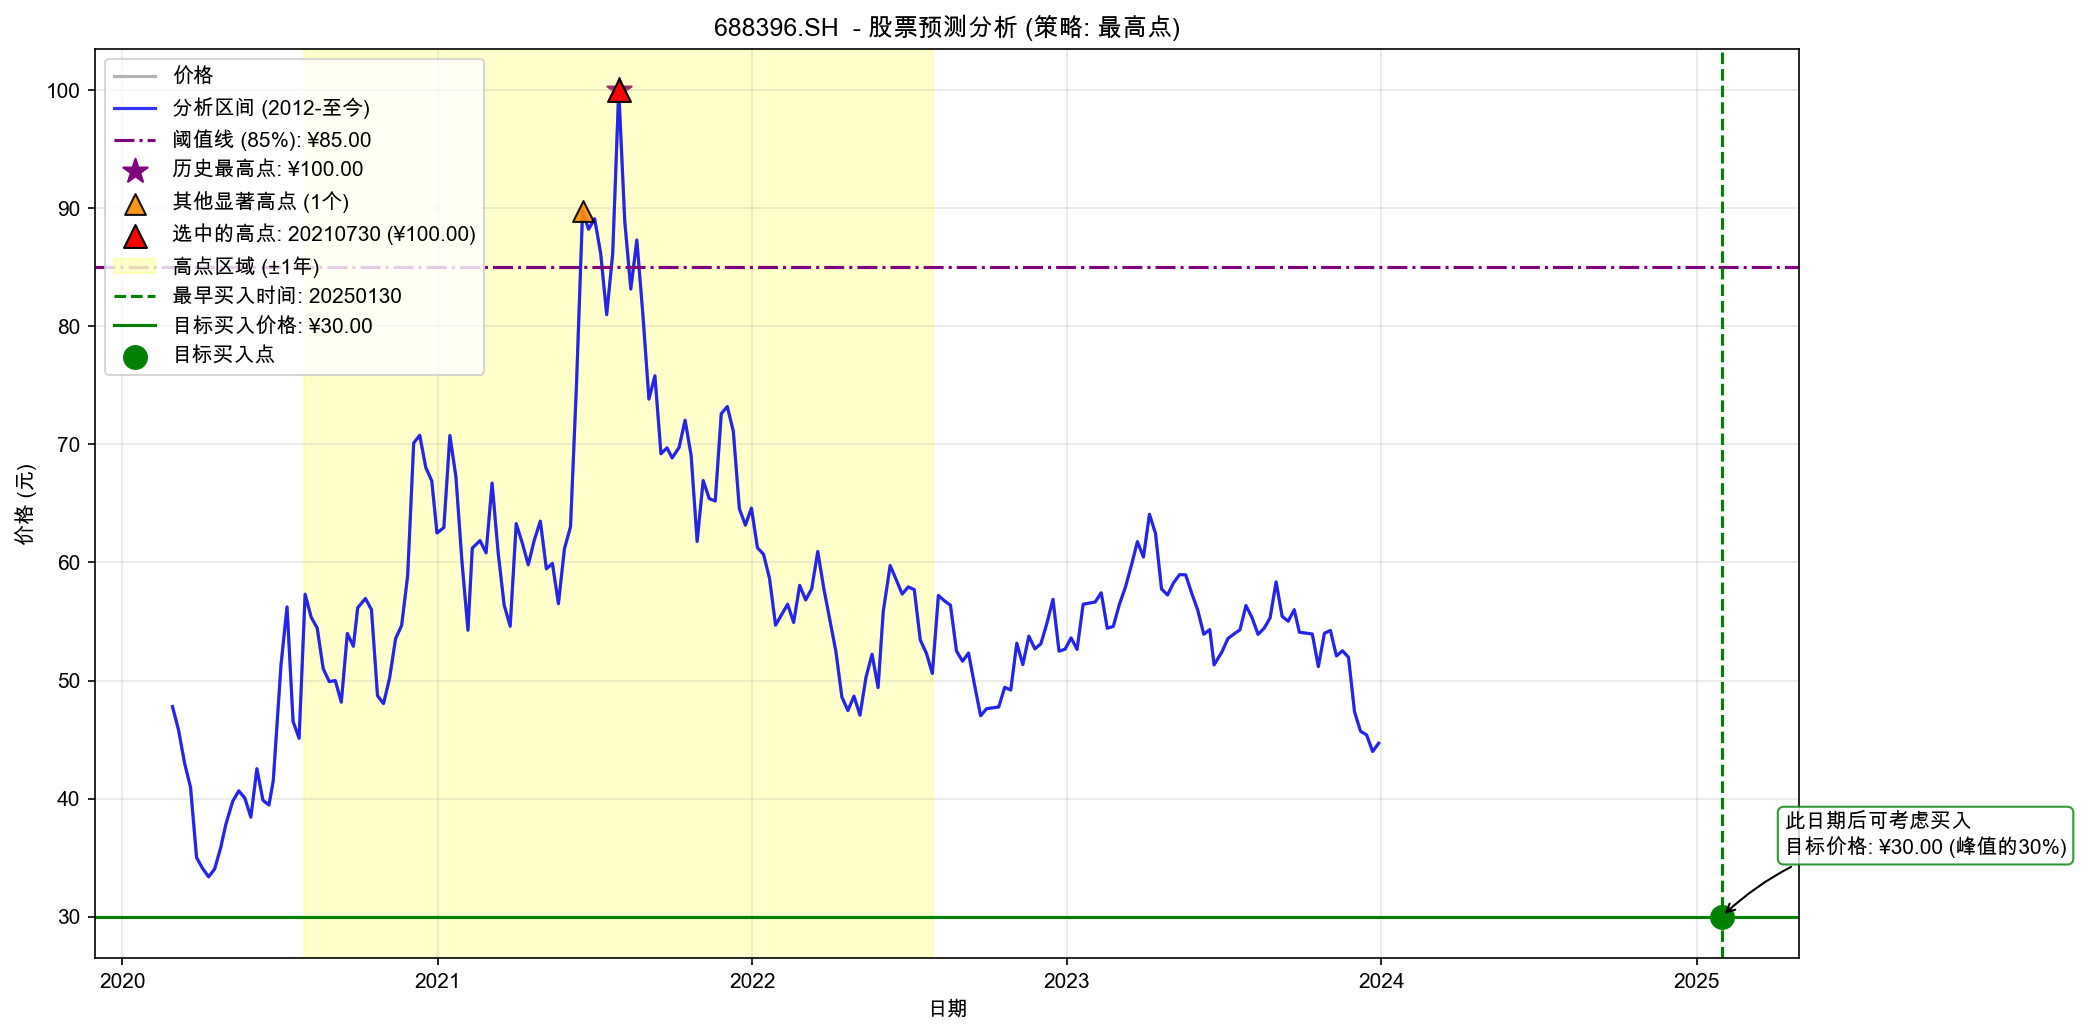 688396.SH  - 股票预测分析 (策略: 最高点)
价格
分析区间 (2012-至今)
阈值线 (85%): ¥85.00
历史最高点: ¥100.00
其他显著高点 (1个)
选中的高点: 20210730 (¥100.00)
高点区域 (±1年)
最早买入时间: 20250130
目标买入价格: ¥30.00
目标买入点
100
90
80
70
60
50
40
30
价格 (元)
此日期后可考虑买入
目标价格: ¥30.00 (峰值的30%)
2020
2021
2022
2023
2024
2025
日期